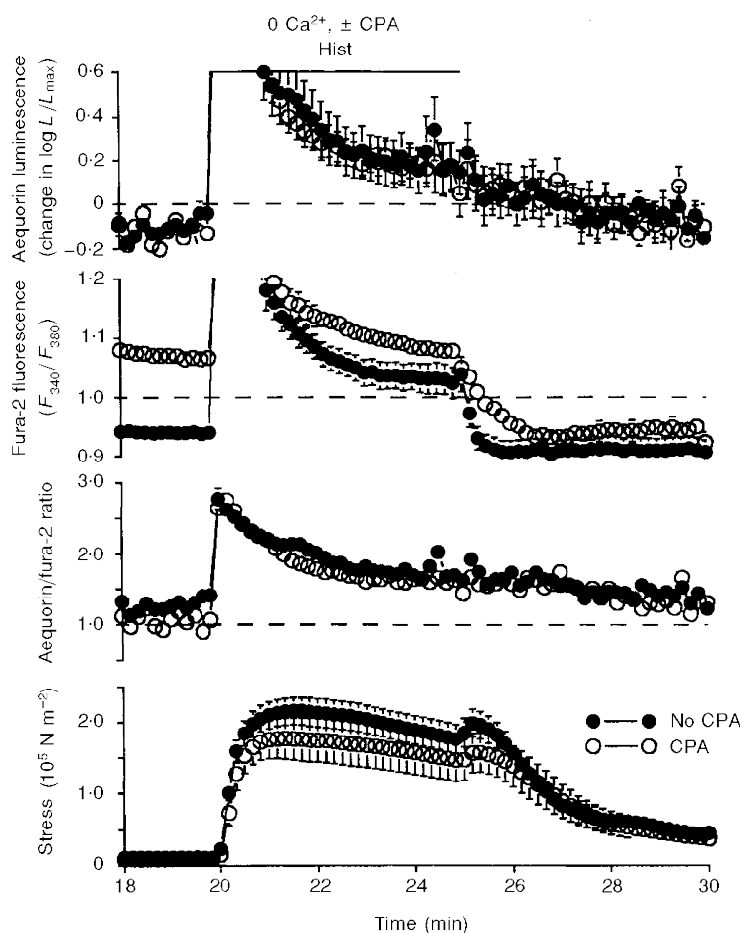 0 Ca²⁺, ± CPA
Hist
Aequorin luminescence
(change in log L/Lmax)
0·6
0·4
0·2
0
−0·2
Fura-2 fluorescence
(F340/F380)
1·2
1·1
1·0
0·9
Aequorin/fura-2 ratio
3·0
2·0
1·0
Stress (10⁵ N m⁻²)
2·0
1·0
0
No CPA
CPA
18
20
22
24
26
28
30
Time (min)